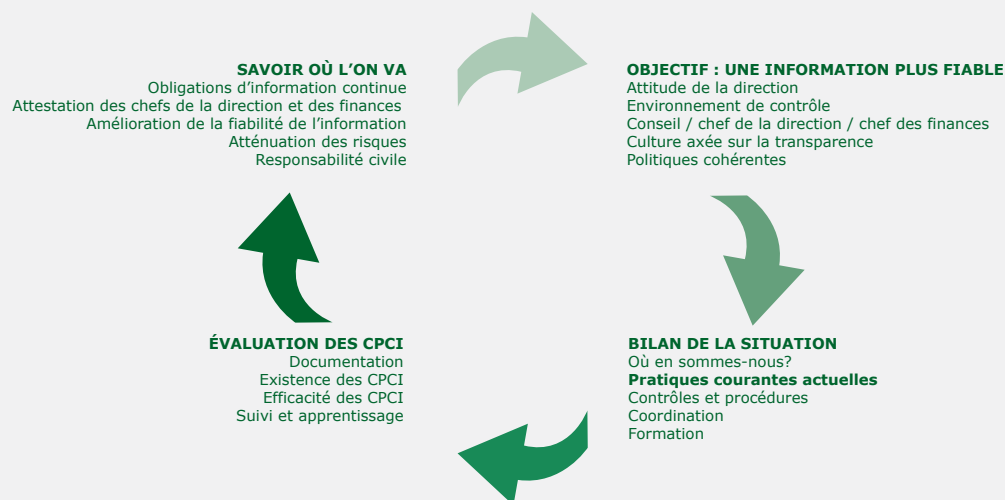 SAVOIR OÙ L'ON VA
Obligations d'information continue
Attestation des chefs de la direction et des finances
Amélioration de la fiabilité de l'information
Atténuation des risques
Responsabilité civile
OBJECTIF : UNE INFORMATION PLUS FIABLE
Attitude de la direction
Environnement de contrôle
Conseil / chef de la direction / chef des finances
Culture axée sur la transparence
Politiques cohérentes
BILAN DE LA SITUATION
Où en sommes-nous?
Pratiques courantes actuelles
Contrôles et procédures
Coordination
Formation
ÉVALUATION DES CPCI
Documentation
Existence des CPCI
Efficacité des CPCI
Suivi et apprentissage